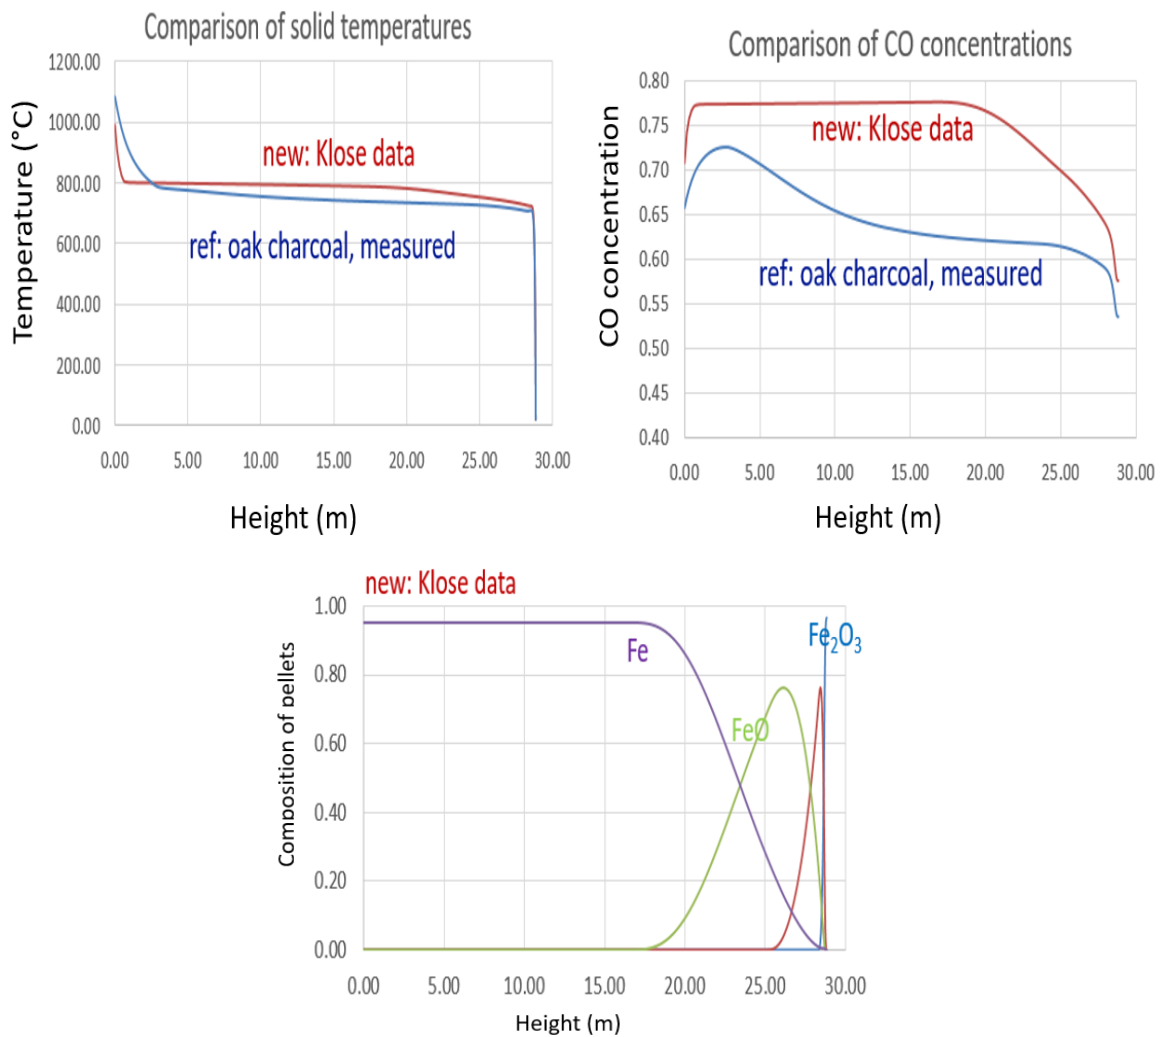 Comparison of solid temperatures
1200.00
1000.00
800.00
600.00
400.00
200.00
0.00
Temperature (°C)
new: Klose data
ref: oak charcoal, measured
0.00 5.00 10.00 15.00 20.00 25.00 30.00
Height (m)
Comparison of CO concentrations
0.80
0.75
0.70
0.65
0.60
0.55
0.50
0.45
0.40
CO concentration
new: Klose data
ref: oak charcoal, measured
0.00 5.00 10.00 15.00 20.00 25.00 30.00
Height (m)
new: Klose data
1.00
0.80
0.60
0.40
0.20
0.00
Composition of pellets
Fe
FeO
Fe₂O₃
0.00 5.00 10.00 15.00 20.00 25.00 30.00
Height (m)